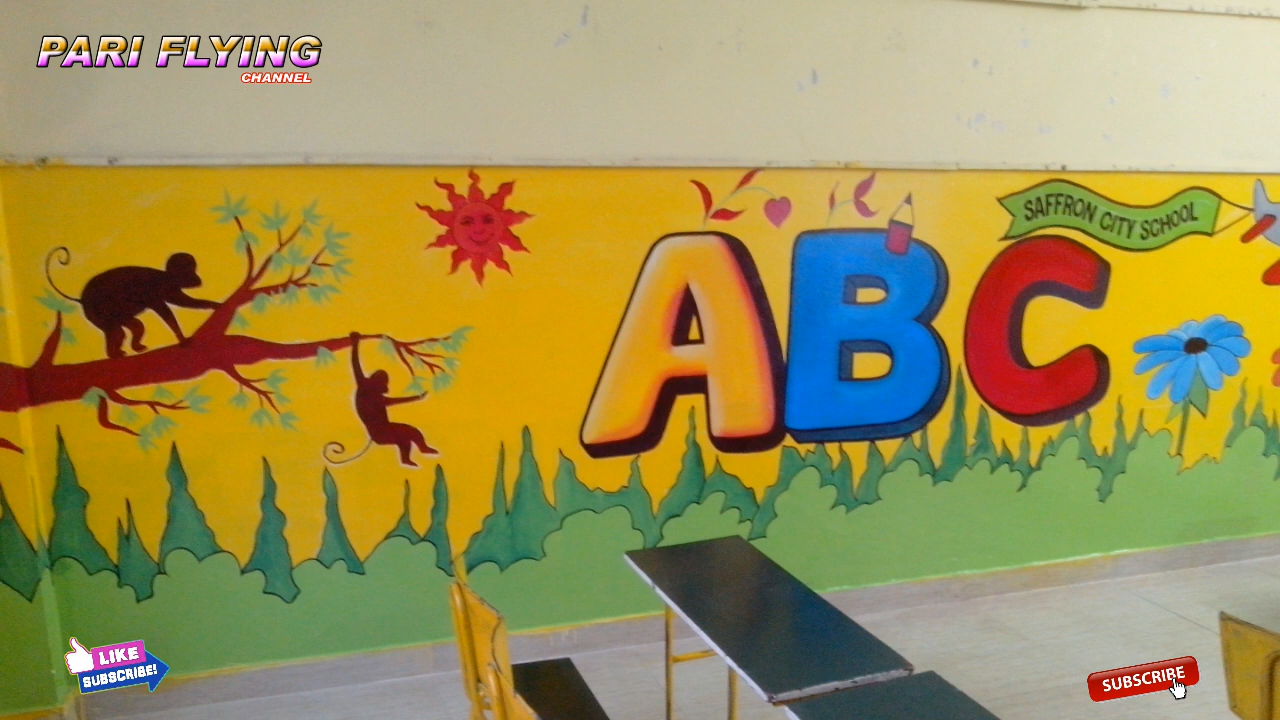 PARI FLYING
CHANNEL
SAFFRON CITY SCHOOL
ABC
LIKE
SUBSCRIBE!
SUBSCRIBE